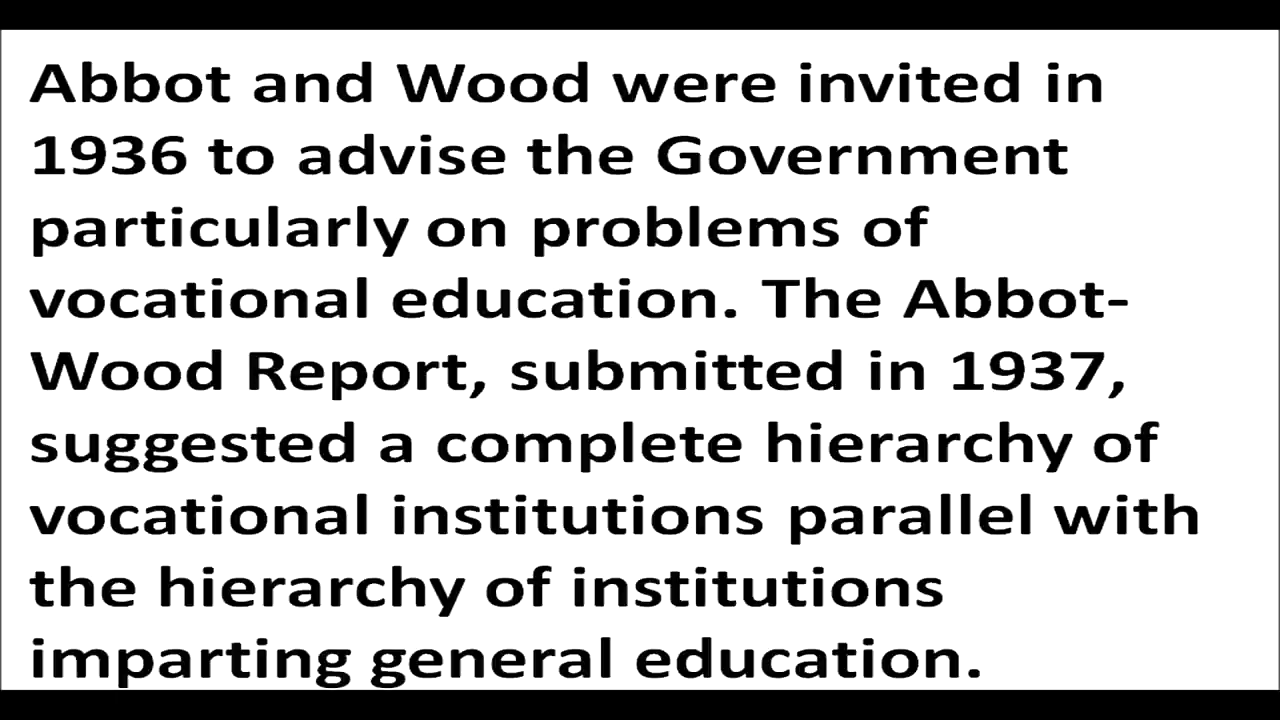 Abbot and Wood were invited in
1936 to advise the Government
particularly on problems of
vocational education. The Abbot-
Wood Report, submitted in 1937,
suggested a complete hierarchy of
vocational institutions parallel with
the hierarchy of institutions
imparting general education.